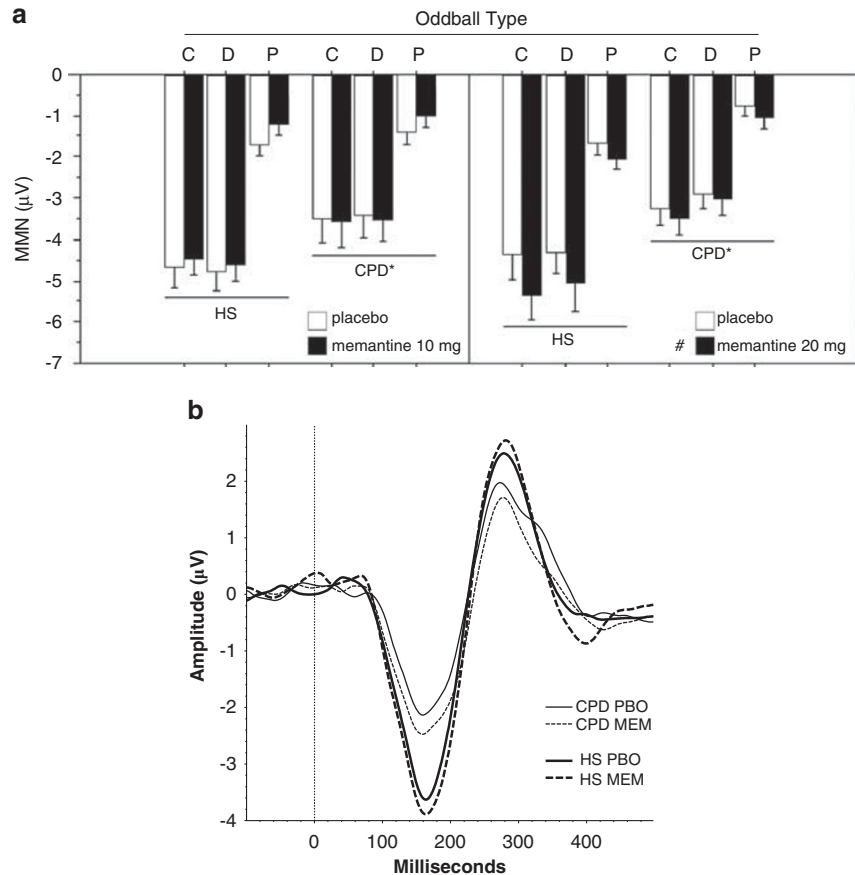 a
Oddball Type
C D P C D P C D P C D P
0
-1
-2
-3
-4
-5
-6
-7
MMN (μV)
HS
CPD*
HS
CPD*
placebo
memantine 10 mg
placebo
# memantine 20 mg
b
2
1
0
-1
-2
-3
-4
Amplitude (μV)
CPD PBO
CPD MEM
HS PBO
HS MEM
0 100 200 300 400
Milliseconds